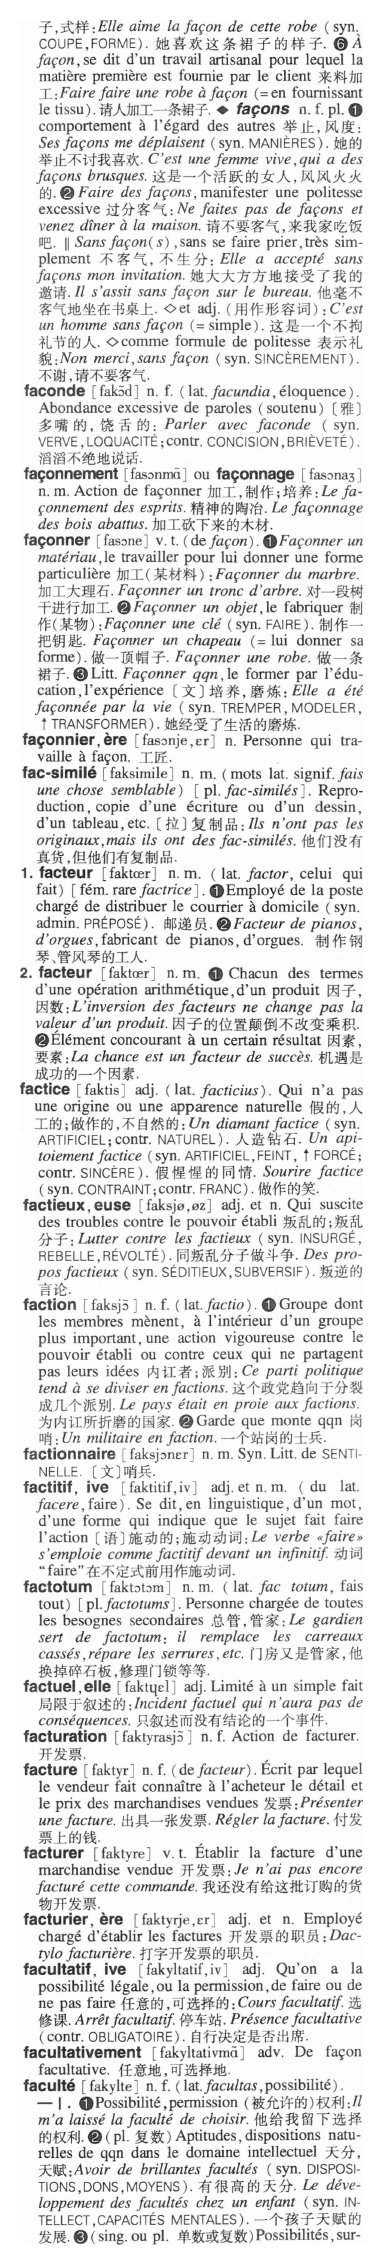 子,式样:Elle aime la façon de cette robe (syn.
COUPE,FORME). 她喜欢这条裙子的样子. ❻ À
façon,se dit d'un travail artisanal pour lequel la
matière première est fournie par le client 来料加
工:Faire faire une robe à façon (=en fournissant
le tissu).请人加工一条裙子. ◆ façons n. f. pl. ❶
comportement à l'égard des autres 举止,风度:
Ses façons me déplaisent (syn. MANIÈRES).她的
举止不讨我喜欢. C'est une femme vive,qui a des
façons brusques. 这是一个活跃的女人,风风火火
的. ❷ Faire des façons,manifester une politesse
excessive 过分客气:Ne faites pas de façons et
venez dîner à la maison. 请不要客气,来我家吃饭
吧. ‖ Sans façon(s),sans se faire prier,très sim-
plement 不客气,不生分: Elle a accepté sans
façons mon invitation. 她大大方方地接受了我的
邀请. Il s'assit sans façon sur le bureau. 他毫不
客气地坐在书桌上. ◇et adj. (用作形容词):C'est
un homme sans façon (= simple). 这是一个不拘
礼节的人. ◇comme formule de politesse 表示礼
貌:Non merci,sans façon (syn. SINCÈREMENT).
不谢,请不要客气.
faconde [fakɔ̃d] n. f. (lat. facundia,éloquence).
Abondance excessive de paroles (soutenu)〔雅〕
多嘴的, 饶舌的: Parler avec faconde (syn.
VERVE,LOQUACITÉ;contr. CONCISION,BRIÈVETÉ).
滔滔不绝地说话.
façonnement [fasɔnmɑ̃] ou façonnage [fasɔnaʒ]
n. m. Action de façonner 加工,制作;培养:Le fa-
çonnement des esprits. 精神的陶冶. Le façonnage
des bois abattus. 加工砍下来的木材.
façonner [fasɔne] v. t. (de façon). ❶Façonner un
matériau,le travailler pour lui donner une forme
particulière 加工(某材料):Façonner du marbre.
加工大理石. Façonner un tronc d'arbre. 对一段树
干进行加工. ❷ Façonner un objet,le fabriquer 制
作(某物):Façonner une clé (syn. FAIRE). 制作一
把钥匙. Façonner un chapeau (= lui donner sa
forme). 做一顶帽子. Façonner une robe. 做一条
裙子. ❸Litt. Façonner qqn,le former par l'édu-
cation,l'expérience 〔文〕培养,磨炼:Elle a été
façonnée par la vie (syn. TREMPER, MODELER,
↑TRANSFORMER). 她经受了生活的磨炼.
façonnier,ère [fasɔnje,ɛr] n. Personne qui tra-
vaille à façon. 工匠.
fac-similé [faksimile] n. m. (mots lat. signif. fais
une chose semblable) [pl. fac-similés]. Repro-
duction, copie d'une écriture ou d'un dessin,
d'un tableau,etc.〔拉〕复制品:Ils n'ont pas les
originaux,mais ils ont des fac-similés. 他们没有
真货,但他们有复制品.
1. facteur [faktœr] n. m. (lat. factor, celui qui
fait) [fém. rare factrice]. ❶Employé de la poste
chargé de distribuer le courrier à domicile (syn.
admin. PRÉPOSÉ). 邮递员. ❷Facteur de pianos,
d'orgues,fabricant de pianos,d'orgues. 制作钢
琴、管风琴的工人.
2. facteur [faktœr] n. m. ❶ Chacun des termes
d'une opération arithmétique,d'un produit 因子,
因数:L'inversion des facteurs ne change pas la
valeur d'un produit. 因子的位置颠倒不改变乘积.
❷Élément concourant à un certain résultat 因素,
要素:La chance est un facteur de succès. 机遇是
成功的一个因素.
factice [faktis] adj. (lat. facticius). Qui n'a pas
une origine ou une apparence naturelle 假的,人
工的;做作的,不自然的:Un diamant factice (syn.
ARTIFICIEL;contr. NATUREL). 人造钻石. Un api-
toiement factice (syn. ARTIFICIEL,FEINT, ↑FORCÉ;
contr. SINCÈRE). 假惺惺的同情. Sourire factice
(syn. CONTRAINT;contr. FRANC). 做作的笑.
factieux,euse [faksjø,øz] adj. et n. Qui suscite
des troubles contre le pouvoir établi 叛乱的;叛乱
分子:Lutter contre les factieux (syn. INSURGÉ,
REBELLE,RÉVOLTÉ). 同叛乱分子做斗争. Des pro-
pos factieux (syn. SÉDITIEUX,SUBVERSIF). 叛逆的
言论.
faction [faksjɔ̃] n. f. (lat. factio). ❶Groupe dont
les membres mènent, à l'intérieur d'un groupe
plus important, une action vigoureuse contre le
pouvoir établi ou contre ceux qui ne partagent
pas leurs idées 内讧者;派别:Ce parti politique
tend à se diviser en factions. 这个政党趋向于分裂
成几个派别. Le pays était en proie aux factions.
为内讧所折磨的国家. ❷Garde que monte qqn 岗
哨:Un militaire en faction. 一个站岗的士兵.
factionnaire [faksjɔnɛr] n. m. Syn. Litt. de SENTI-
NELLE.〔文〕哨兵.
factitif, ive [faktitif,iv] adj. et n. m. (du lat.
facere,faire). Se dit,en linguistique,d'un mot,
d'une forme qui indique que le sujet fait faire
l'action〔语〕施动的;施动动词:Le verbe «faire»
s'emploie comme factitif devant un infinitif. 动词
“faire”在不定式前用作施动词.
factotum [faktɔtɔm] n. m. (lat. fac totum, fais
tout) [pl. factotums]. Personne chargée de toutes
les besognes secondaires 总管,管家:Le gardien
sert de factotum: il remplace les carreaux
cassés,répare les serrures,etc. 门房又是管家,他
换掉碎石板,修理门锁等等.
factuel,elle [faktɥɛl] adj. Limité à un simple fait
局限于叙述的:Incident factuel qui n'aura pas de
conséquences. 只叙述而没有结论的一个事件.
facturation [faktyrasjɔ̃] n. f. Action de facturer.
开发票.
facture [faktyr] n. f. (de facteur). Écrit par lequel
le vendeur fait connaître à l'acheteur le détail et
le prix des marchandises vendues 发票:Présenter
une facture. 出具一张发票. Régler la facture. 付发
票上的钱.
facturer [faktyre] v. t. Établir la facture d'une
marchandise vendue 开发票:Je n'ai pas encore
facturé cette commande. 我还没有给这批订购的货
物开发票.
facturier, ère [faktyrje,ɛr] adj. et n. Employé
chargé d'établir les factures 开发票的职员:Dac-
tylo facturière. 打字开发票的职员.
facultatif, ive [fakyltatif,iv] adj. Qu'on a la
possibilité légale,ou la permission,de faire ou de
ne pas faire 任意的,可选择的:Cours facultatif. 选
修课. Arrêt facultatif. 停车站. Présence facultative
(contr. OBLIGATOIRE). 自行决定是否出席.
facultativement [fakyltativmɑ̃] adv. De façon
facultative. 任意地,可选择地.
faculté [fakylte] n. f. (lat. facultas,possibilité).
— I. ❶Possibilité,permission (被允许的)权利:Il
m'a laissé la faculté de choisir. 他给我留下选择
的权利. ❷(pl. 复数) Aptitudes,dispositions natu-
relles de qqn dans le domaine intellectuel 天分,
天赋:Avoir de brillantes facultés (syn. DISPOSI-
TIONS,DONS,MOYENS). 有很高的天分. Le déve-
loppement des facultés chez un enfant (syn. IN-
TELLECT,CAPACITÉS MENTALES). 一个孩子天赋的
发展. ❸(sing. ou pl. 单数或复数)Possibilités,sur-